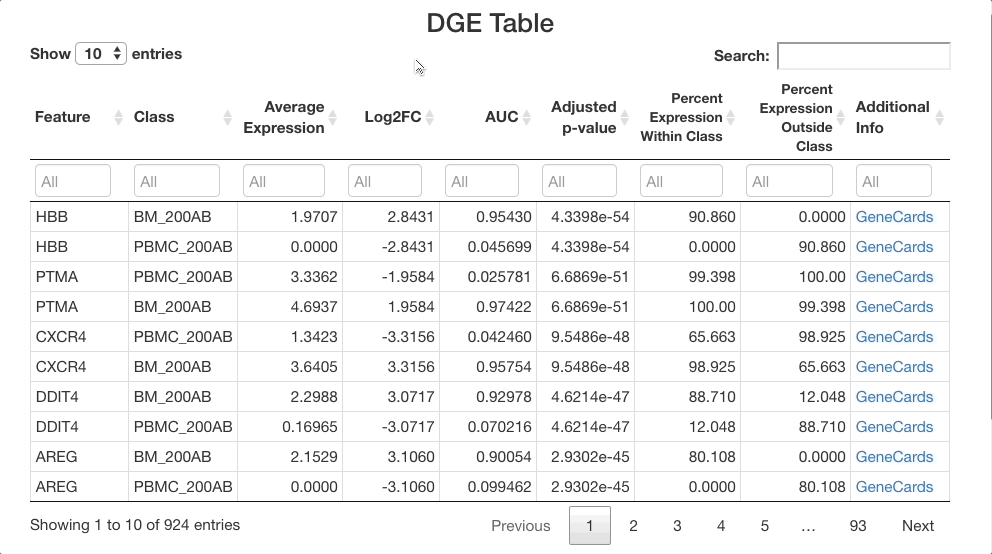 DGE Table
Show 10 entries Search:
Feature Class Average Expression Log2FC AUC Adjusted p-value Percent Expression Within Class Percent Expression Outside Class Additional Info
All All All All All All All All All
HBB BM_200AB 1.9707 2.8431 0.95430 4.3398e-54 90.860 0.0000 GeneCards
HBB PBMC_200AB 0.0000 -2.8431 0.045699 4.3398e-54 0.0000 90.860 GeneCards
PTMA PBMC_200AB 3.3362 -1.9584 0.025781 6.6869e-51 99.398 100.00 GeneCards
PTMA BM_200AB 4.6937 1.9584 0.97422 6.6869e-51 100.00 99.398 GeneCards
CXCR4 PBMC_200AB 1.3423 -3.3156 0.042460 9.5486e-48 65.663 98.925 GeneCards
CXCR4 BM_200AB 3.6405 3.3156 0.95754 9.5486e-48 98.925 65.663 GeneCards
DDIT4 BM_200AB 2.2988 3.0717 0.92978 4.6214e-47 88.710 12.048 GeneCards
DDIT4 PBMC_200AB 0.16965 -3.0717 0.070216 4.6214e-47 12.048 88.710 GeneCards
AREG BM_200AB 2.1529 3.1060 0.90054 2.9302e-45 80.108 0.0000 GeneCards
AREG PBMC_200AB 0.0000 -3.1060 0.099462 2.9302e-45 0.0000 80.108 GeneCards
Showing 1 to 10 of 924 entries Previous 1 2 3 4 5 … 93 Next